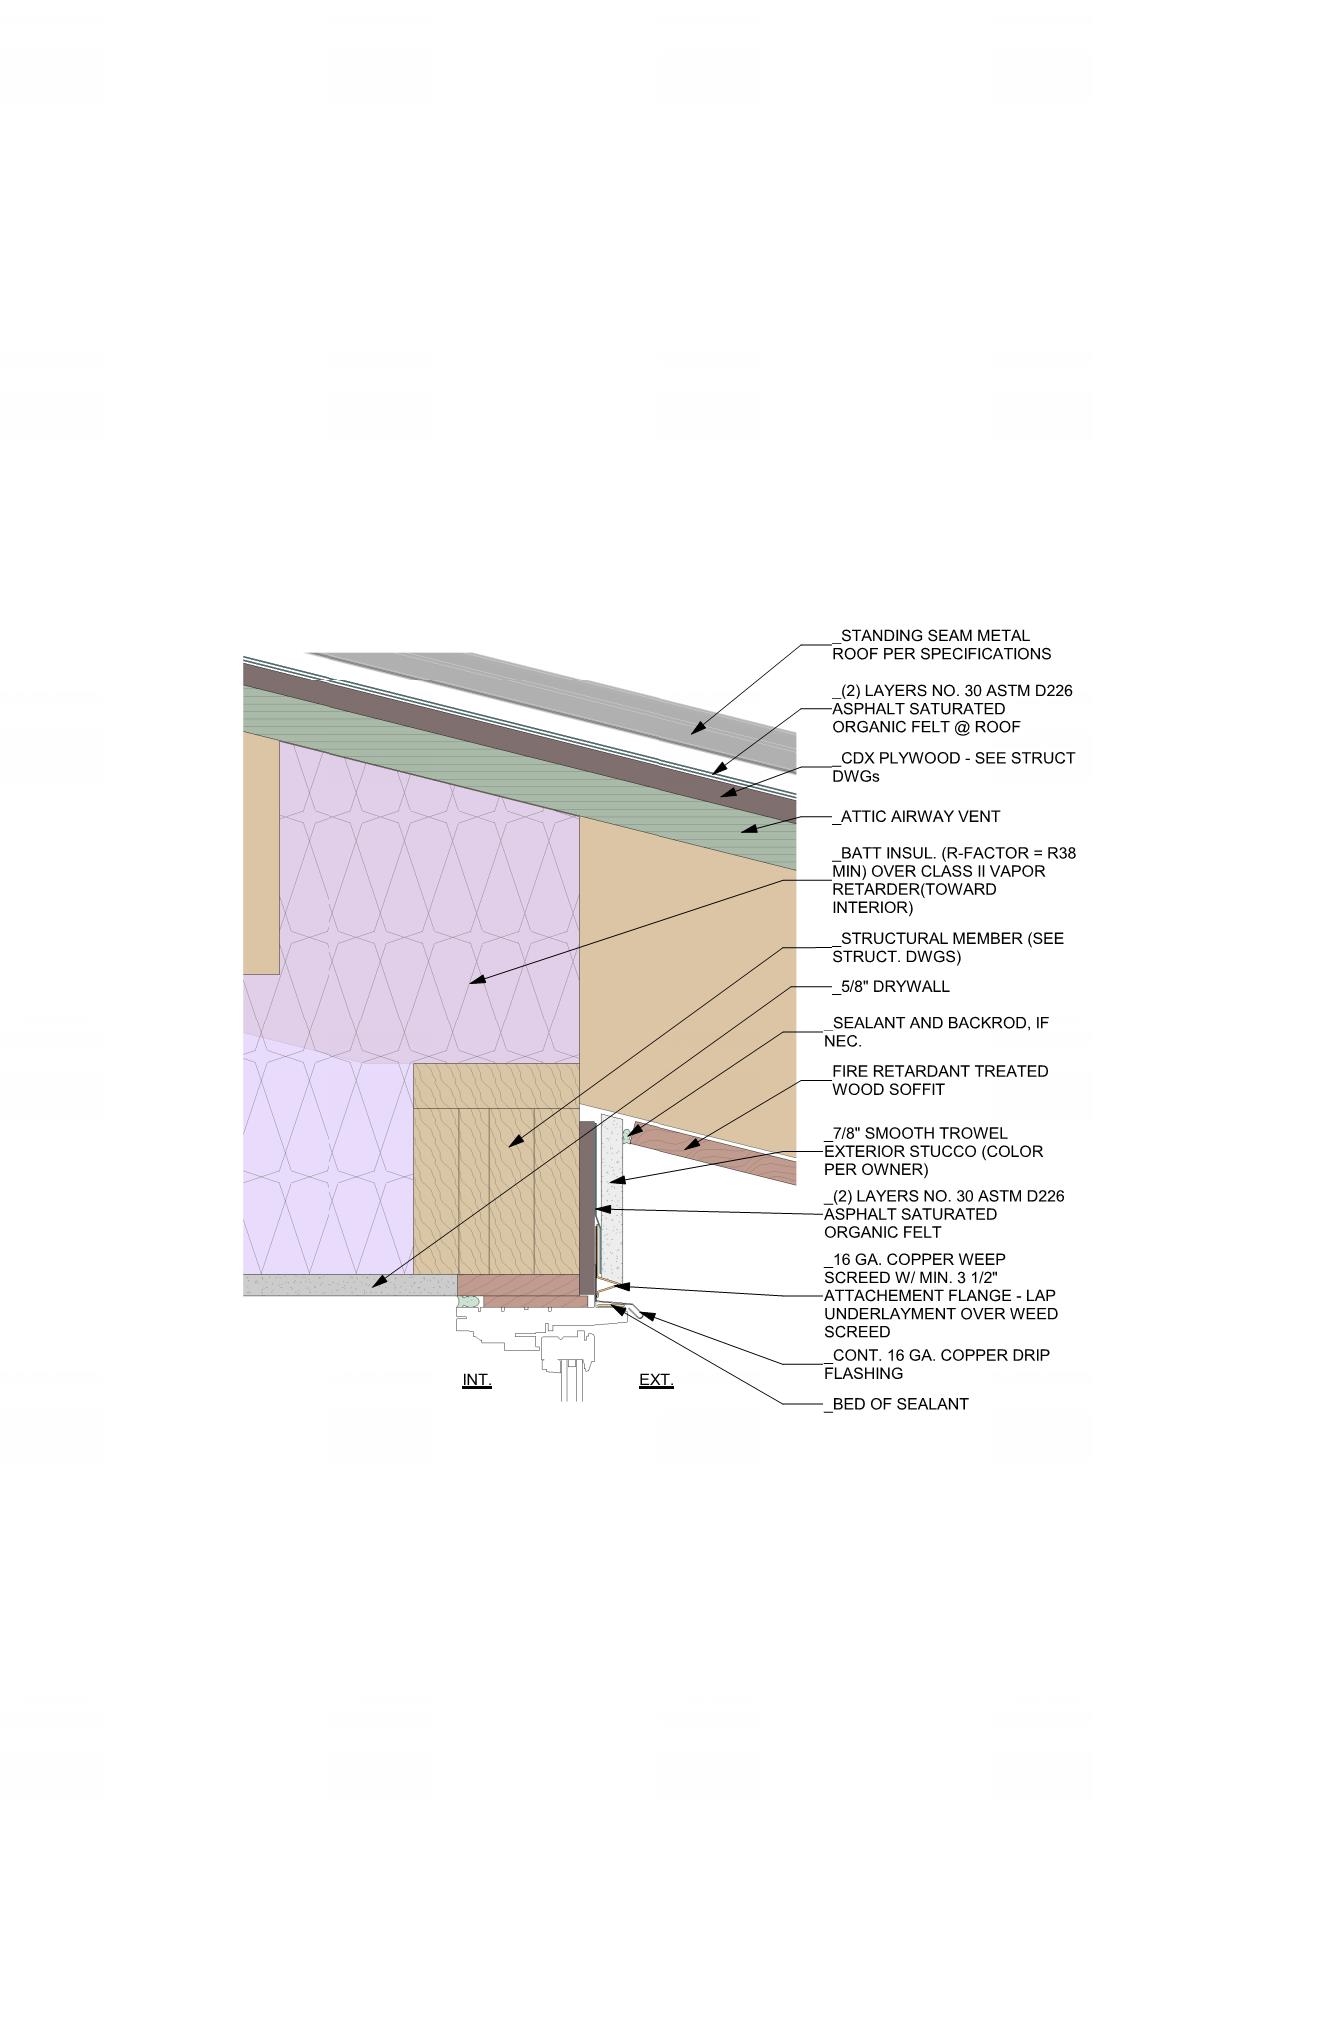 _STANDING SEAM METAL
ROOF PER SPECIFICATIONS
_(2) LAYERS NO. 30 ASTM D226
ASPHALT SATURATED
ORGANIC FELT @ ROOF
_CDX PLYWOOD - SEE STRUCT
DWGs
_ATTIC AIRWAY VENT
_BATT INSUL. (R-FACTOR = R38
MIN) OVER CLASS II VAPOR
RETARDER(TOWARD
INTERIOR)
_STRUCTURAL MEMBER (SEE
STRUCT. DWGS)
_5/8" DRYWALL
_SEALANT AND BACKROD, IF
NEC.
FIRE RETARDANT TREATED
WOOD SOFFIT
_7/8" SMOOTH TROWEL
EXTERIOR STUCCO (COLOR
PER OWNER)
_(2) LAYERS NO. 30 ASTM D226
ASPHALT SATURATED
ORGANIC FELT
_16 GA. COPPER WEEP
SCREED W/ MIN. 3 1/2"
ATTACHEMENT FLANGE - LAP
UNDERLAYMENT OVER WEED
SCREED
_CONT. 16 GA. COPPER DRIP
FLASHING
_BED OF SEALANT
INT.
EXT.